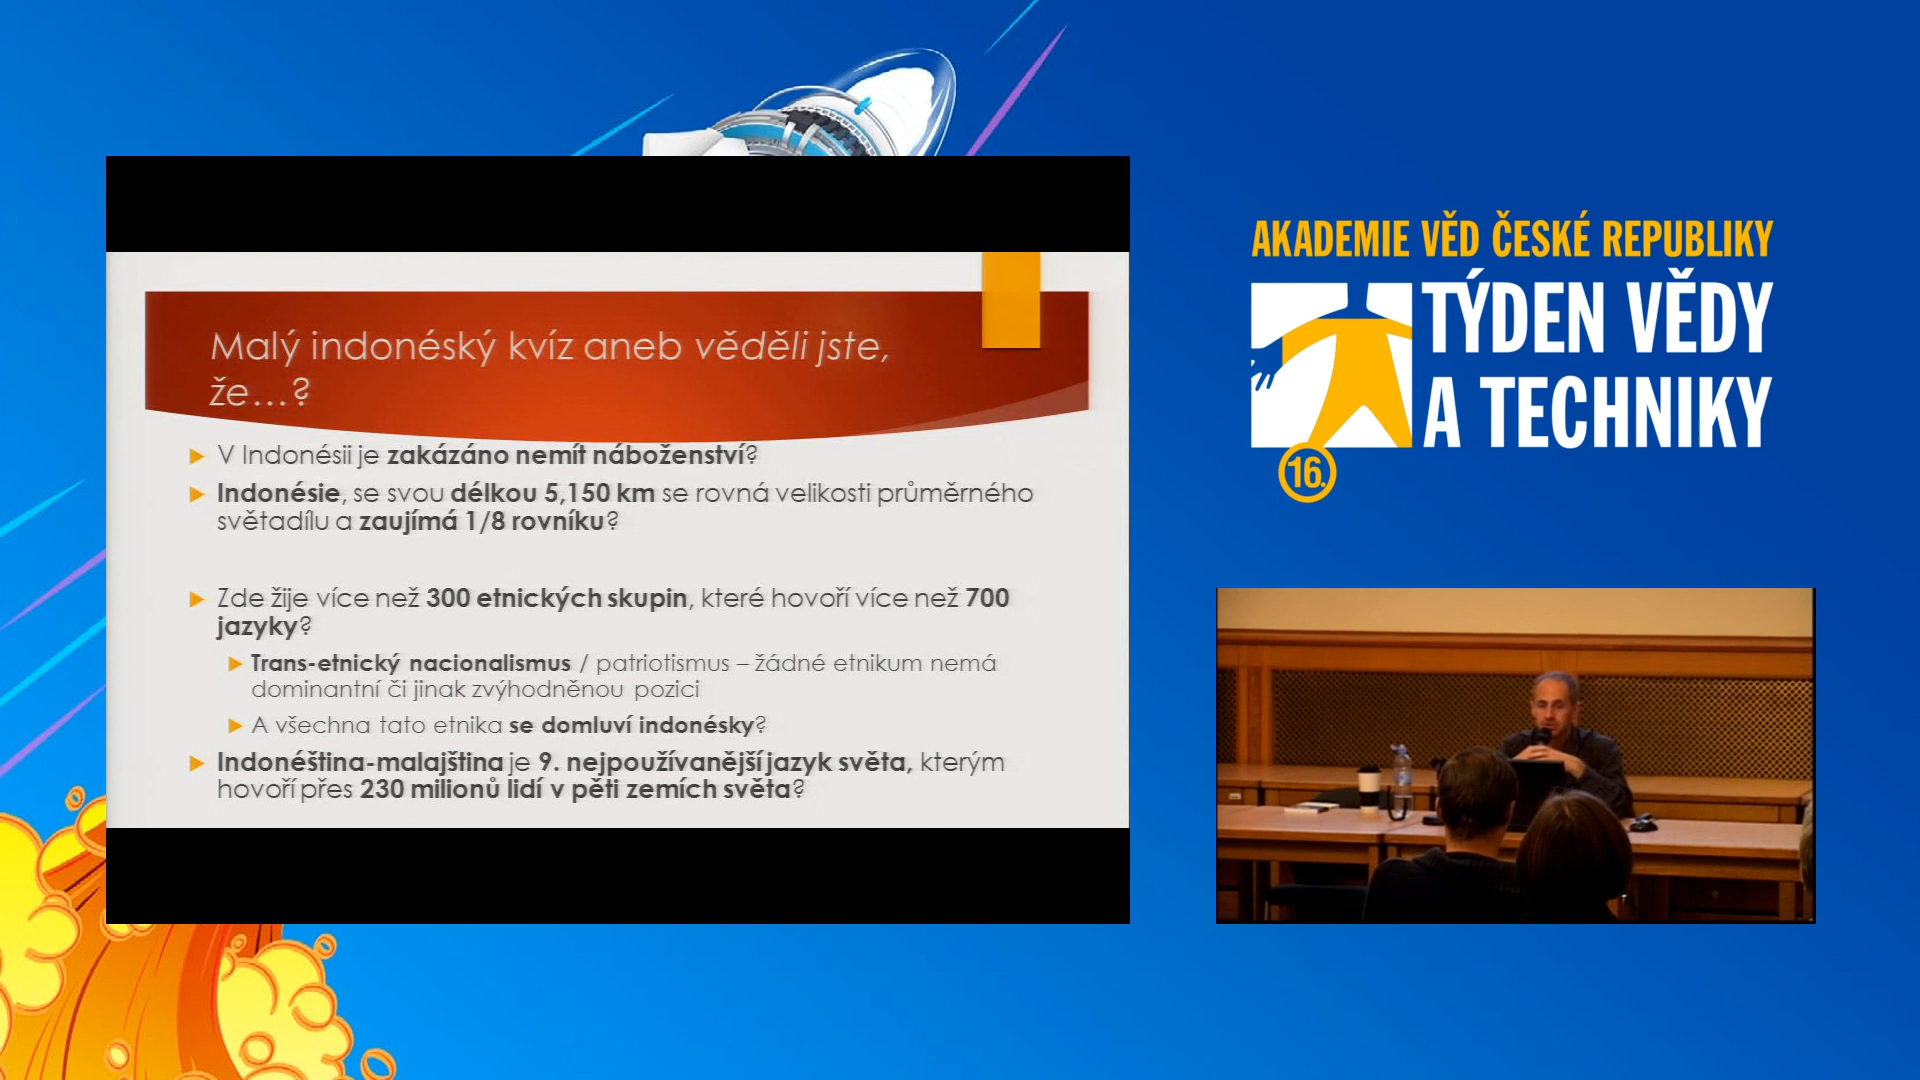 Malý indonéský kvíz aneb věděli jste,
že…?
V Indonésii je zakázáno nemít náboženství?
Indonésie, se svou délkou 5,150 km se rovná velikosti průměrného
světadílu a zaujímá 1/8 rovníku?
Zde žije více než 300 etnických skupin, které hovoří více než 700
jazyky?
Trans-etnický nacionalismus / patriotismus – žádné etnikum nemá
dominantní či jinak zvýhodněnou pozici
A všechna tato etnika se domluví indonésky?
Indonéština-malajština je 9. nejpoužívanější jazyk světa, kterým
hovoří přes 230 milionů lidí v pěti zemích světa?
AKADEMIE VĚD ČESKÉ REPUBLIKY
TÝDEN VĚDY
A TECHNIKY
16.